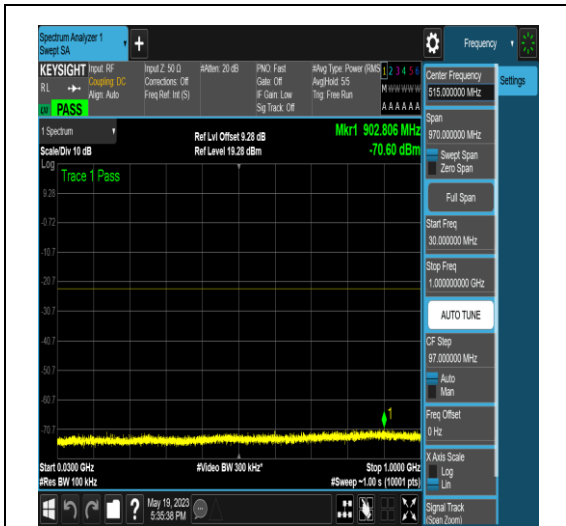 Spectrum Analyzer 1
Swept SA
Frequency
KEYSIGHT
RL
PASS
Input: RF
Coupling: DC
Align: Auto
Input Z: 50 Ω
Corrections: Off
Freq Ref: Int (S)
#Atten: 20 dB
PNO: Fast
Gate: Off
IF Gain: Low
Sig Track: Off
#Avg Type: Power (RMS
Avg|Hold: 5/5
Trig: Free Run
1 2 3 4 5 6
M W W W W W
A A A A A A
Center Frequency
515.000000 MHz
Settings
1 Spectrum
Scale/Div 10 dB
Ref Lvl Offset 9.28 dB
Ref Level 19.28 dBm
Mkr1 902.806 MHz
-70.60 dBm
Span
970.000000 MHz
Swept Span
Zero Span
Full Span
Start Freq
30.000000 MHz
Stop Freq
1.000000000 GHz
AUTO TUNE
CF Step
97.000000 MHz
Auto
Man
Freq Offset
0 Hz
X Axis Scale
Log
Lin
Signal Track
(Span Zoom)
Log
Trace 1 Pass
9.28
-0.72
-10.7
-20.7
-30.7
-40.7
-50.7
-60.7
-70.7
1
Start 0.0300 GHz
#Res BW 100 kHz
#Video BW 300 kHz*
Stop 1.0000 GHz
#Sweep ~1.00 s (10001 pts)
May 19, 2023
5:35:38 PM